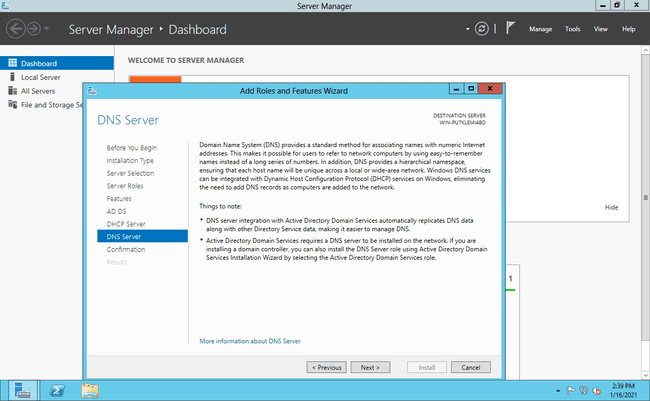 Server Manager
Server Manager • Dashboard
Manage Tools View Help
Dashboard
Local Server
All Servers
File and Storage Se
WELCOME TO SERVER MANAGER
Hide
1
Add Roles and Features Wizard
DNS Server
DESTINATION SERVER
WIN-PU7KLEMI4BD
Before You Begin
Installation Type
Server Selection
Server Roles
Features
AD DS
DHCP Server
DNS Server
Confirmation
Results
Domain Name System (DNS) provides a standard method for associating names with numeric Internet
addresses. This makes it possible for users to refer to network computers by using easy-to-remember
names instead of a long series of numbers. In addition, DNS provides a hierarchical namespace,
ensuring that each host name will be unique across a local or wide-area network. Windows DNS services
can be integrated with Dynamic Host Configuration Protocol (DHCP) services on Windows, eliminating
the need to add DNS records as computers are added to the network.
Things to note:
• DNS server integration with Active Directory Domain Services automatically replicates DNS data
along with other Directory Service data, making it easier to manage DNS.
• Active Directory Domain Services requires a DNS server to be installed on the network. If you are
installing a domain controller, you can also install the DNS Server role using Active Directory Domain
Services Installation Wizard by selecting the Active Directory Domain Services role.
More information about DNS Server
< Previous Next > Install Cancel
2:39 PM
1/16/2021